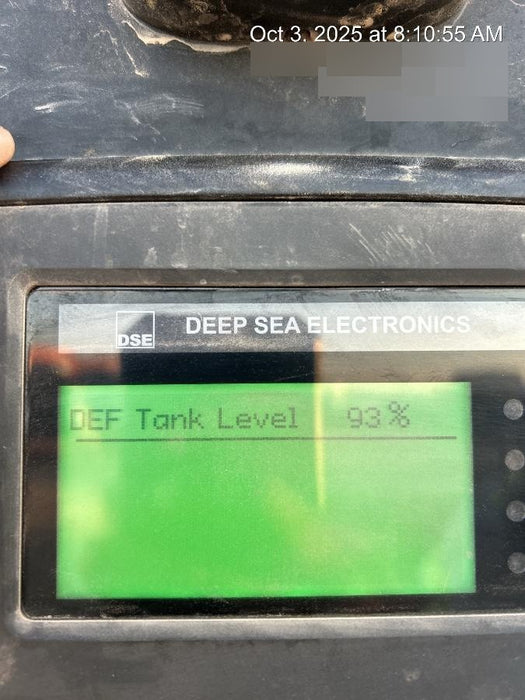 Oct 3, 2025 at 8:10:55 AM
DSE
DEEP SEA ELECTRONICS
DEF Tank Level 93%